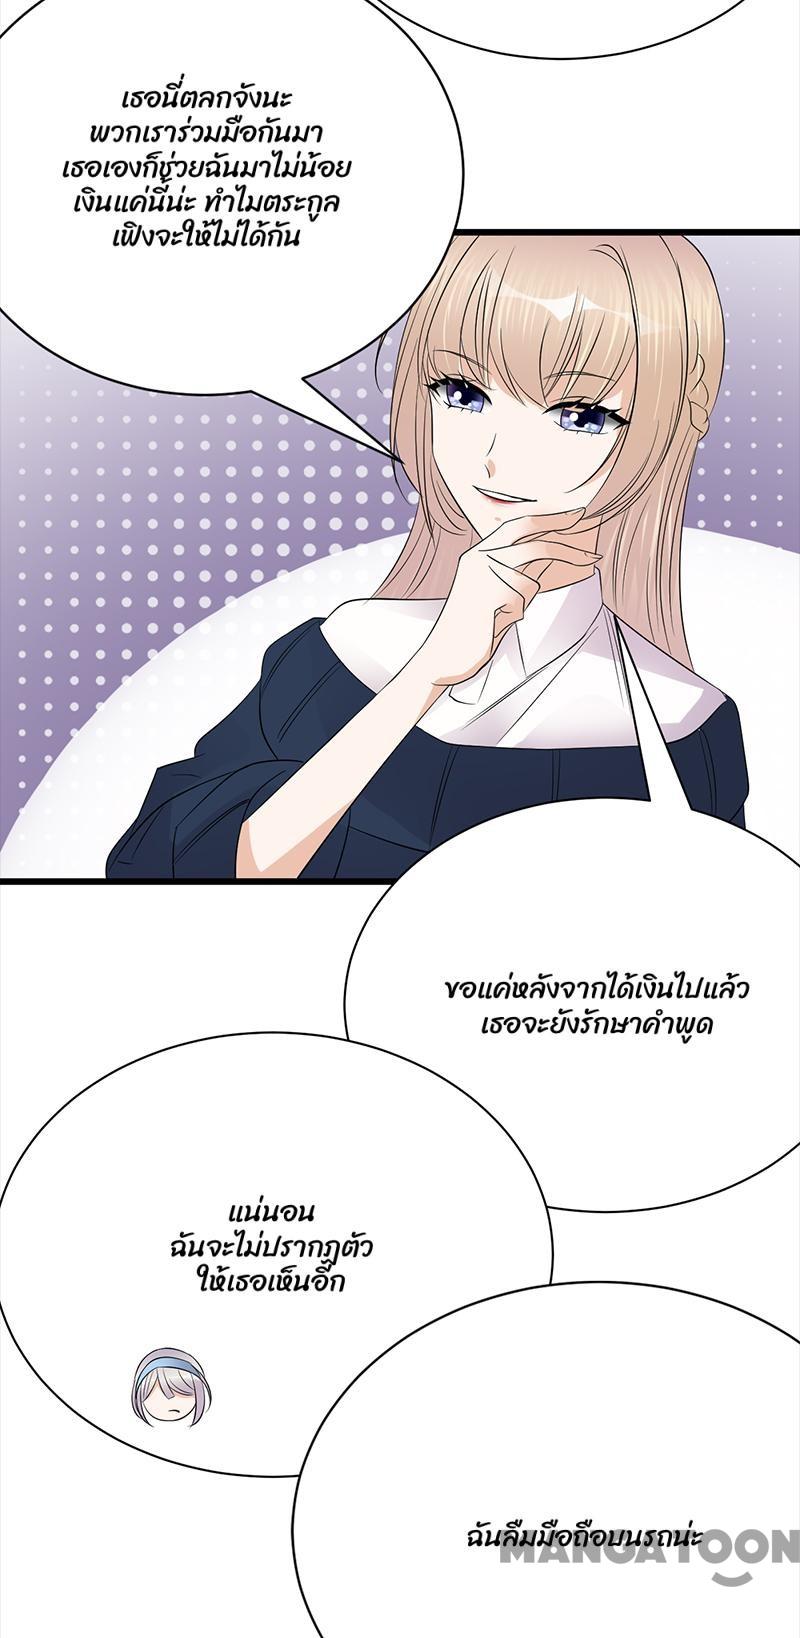 เธอนี่ตลกจังนะ
พวกเราร่วมมือกันมา
เธอเองก็ช่วยฉันมาไม่น้อย
เงินแค่นี้น่ะ ทำไมตระกูล
เฟิงจะให้ไม่ได้กัน
ขอแค่หลังจากได้เงินไปแล้ว
เธอจะยังรักษาคำพูด
แน่นอน
ฉันจะไม่ปรากฏตัว
ให้เธอเห็นอีก
ฉันลืมมือถือบนรถน่ะ
MANGATOON